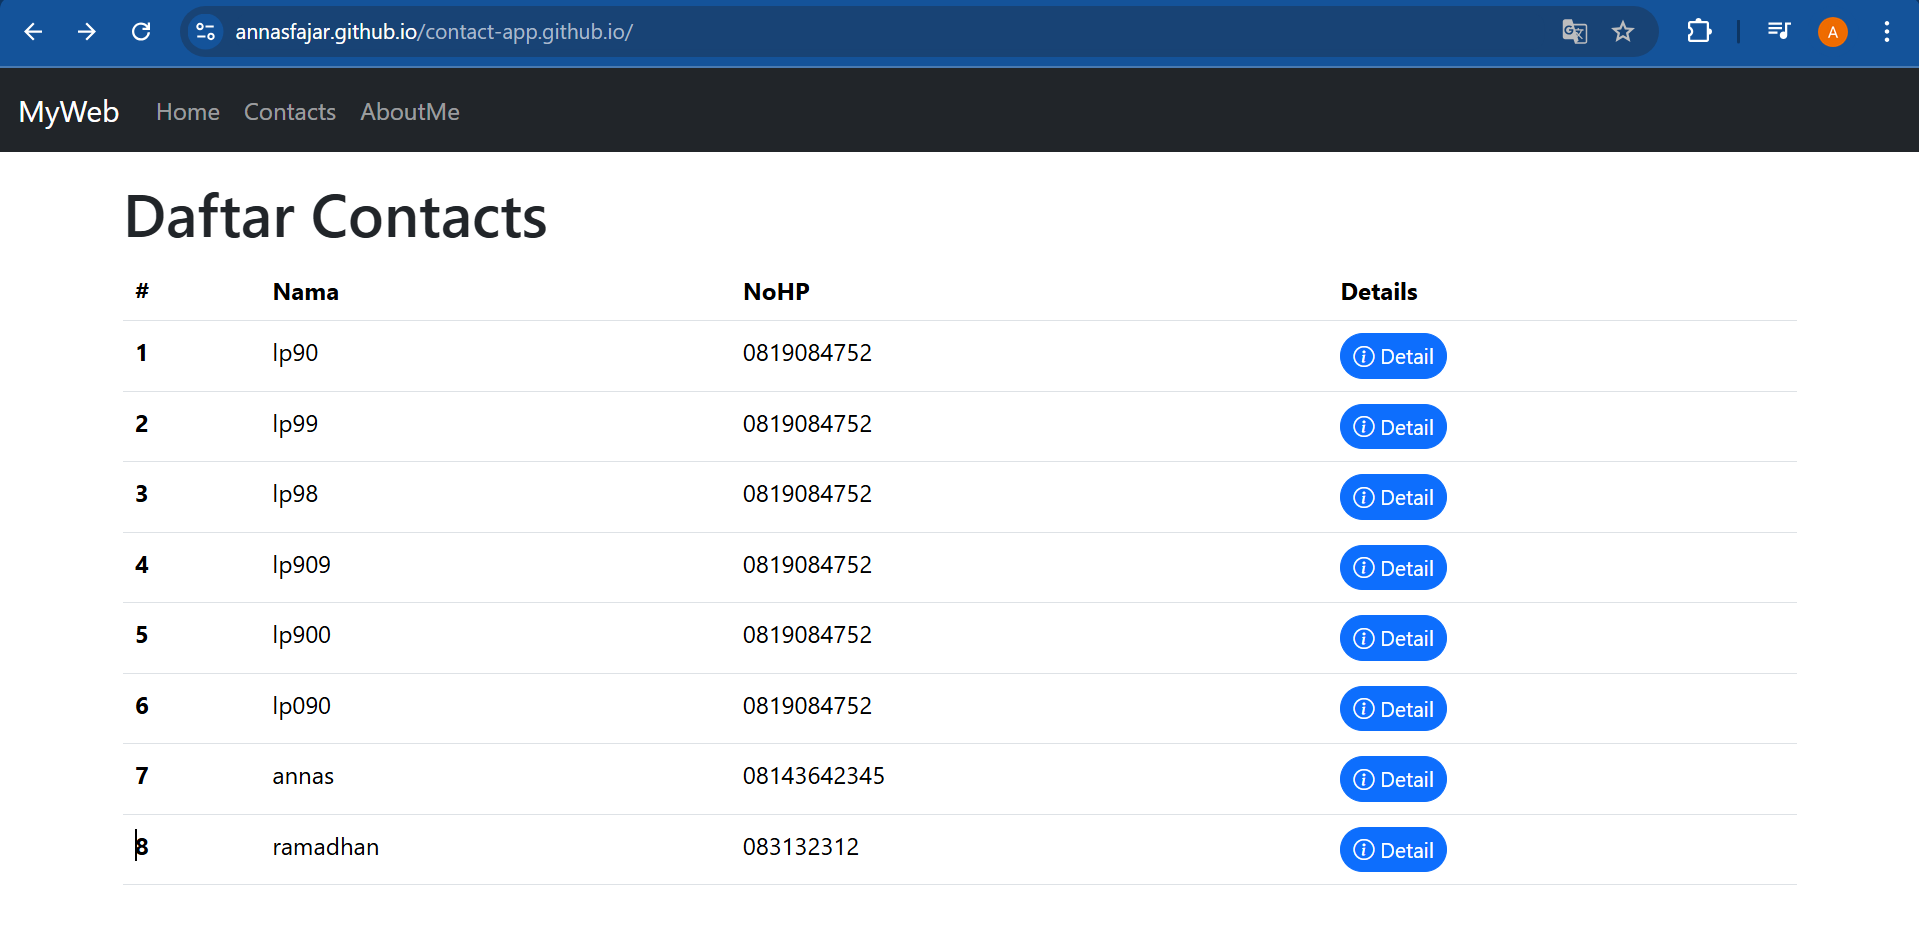 annasfajar.github.io/contact-app.github.io/
A
MyWeb Home Contacts AboutMe
Daftar Contacts
# Nama NoHP Details
1 lp90 0819084752 Detail
2 lp99 0819084752 Detail
3 lp98 0819084752 Detail
4 lp909 0819084752 Detail
5 lp900 0819084752 Detail
6 lp090 0819084752 Detail
7 annas 08143642345 Detail
8 ramadhan 083132312 Detail